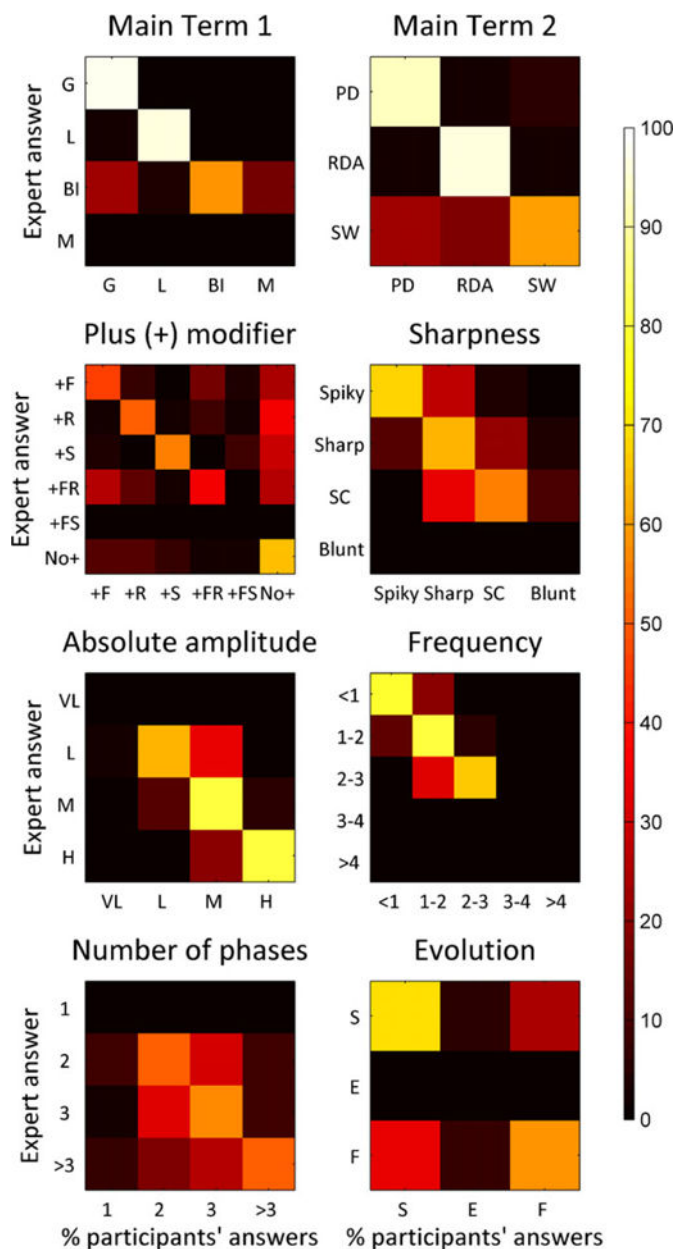 Main Term 1
Main Term 2
Expert answer
G
L
BI
M
G L BI M
PD
RDA
SW
PD RDA SW
100
90
80
70
60
50
40
30
20
10
0
Plus (+) modifier
Sharpness
Expert answer
+F
+R
+S
+FR
+FS
No+
+F +R +S +FR +FS No+
Spiky
Sharp
SC
Blunt
Spiky Sharp SC Blunt
Absolute amplitude
Frequency
Expert answer
VL
L
M
H
VL L M H
<1
1-2
2-3
3-4
>4
<1 1-2 2-3 3-4 >4
Number of phases
Evolution
Expert answer
1
2
3
>3
1 2 3 >3
% participants' answers
S
E
F
S E F
% participants' answers